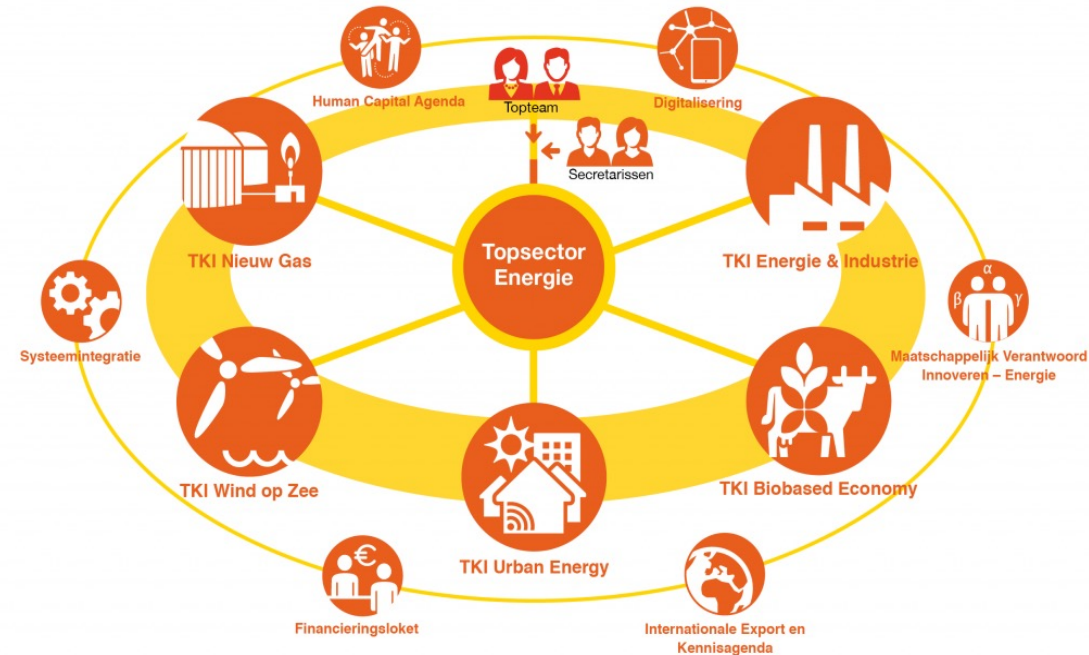 Human Capital Agenda
Topteam
Digitalisering
Secretarissen
TKI Nieuw Gas
Topsector
Energie
TKI Energie & Industrie
Systeemintegratie
α
β
γ
Maatschappelijk Verantwoord
Innoveren – Energie
TKI Wind op Zee
TKI Biobased Economy
TKI Urban Energy
€
Financieringsloket
Internationale Export en
Kennisagenda